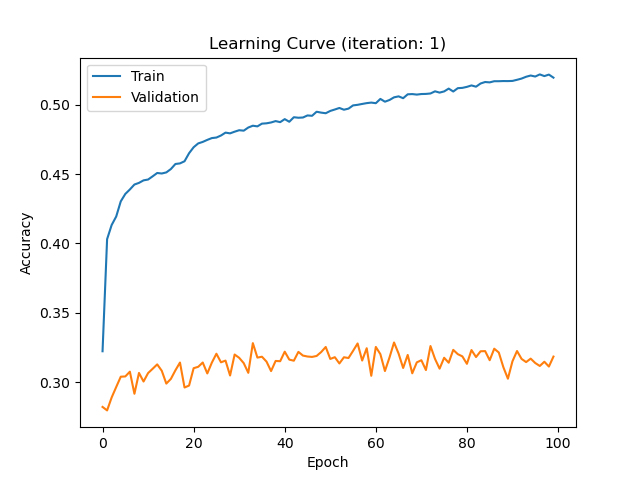 Learning Curve (iteration: 1)
Train
Validation
Accuracy
0.50
0.45
0.40
0.35
0.30
0 20 40 60 80 100
Epoch